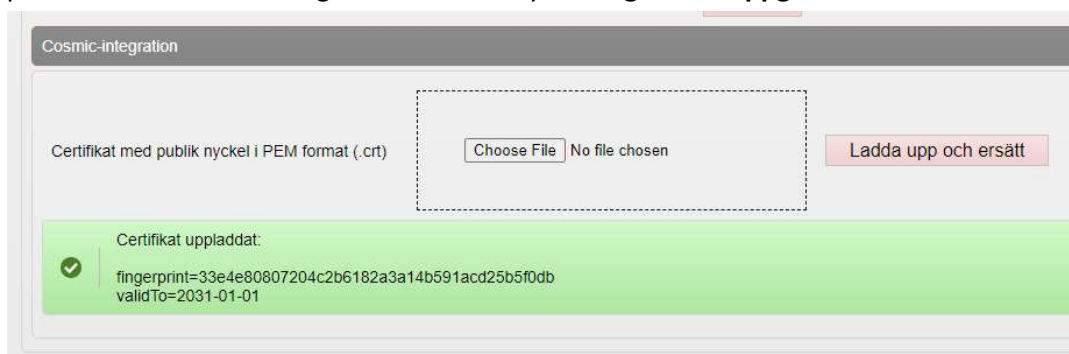 Cosmic-integration
Certifikat med publik nyckel i PEM format (.crt)
Choose File No file chosen
Ladda upp och ersätt
Certifikat uppladdat:
fingerprint=33e4e80807204c2b6182a3a14b591acd25b5f0db
validTo=2031-01-01